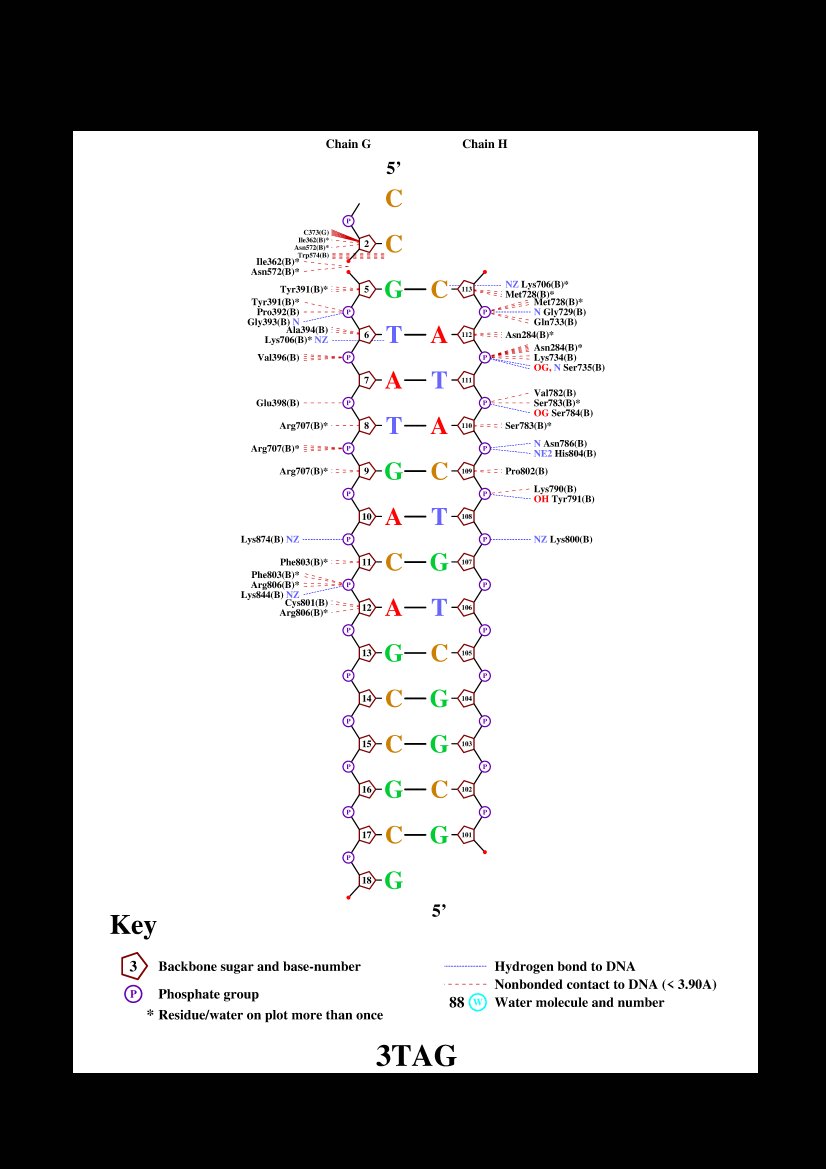 Chain G Chain H
5’
C
P
C373(G)
Ile362(B)*
Asn572(B)*
Trp574(B)
2 C
Ile362(B)*
Asn572(B)*
Tyr391(B)* 5 G C 113 NZ Lys706(B)*
Met728(B)*
Tyr391(B)* Met728(B)*
Pro392(B) P P N Gly729(B)
Gly393(B) N Gln733(B)
Ala394(B)
6 T A 112 Asn284(B)*
Lys706(B)* NZ
Asn284(B)*
Val396(B) P P Lys734(B)
OG, N Ser735(B)
7 A T 111
Val782(B)
Glu398(B) P P Ser783(B)*
OG Ser784(B)
Arg707(B)* 8 T A 110 Ser783(B)*
Arg707(B)* P P N Asn786(B)
NE2 His804(B)
Arg707(B)* 9 G C 109 Pro802(B)
P P Lys790(B)
OH Tyr791(B)
10 A T 108
Lys874(B) NZ P P NZ Lys800(B)
Phe803(B)* 11 C G 107
Phe803(B)*
Arg806(B)* P P
Lys844(B) NZ
Cys801(B)
12 A T 106
Arg806(B)*
P P
13 G C 105
P P
14 C G 104
P P
15 C G 103
P P
16 G C 102
P P
17 C G 101
P
18 G
5’
Key
3 Backbone sugar and base-number
P Phosphate group
* Residue/water on plot more than once
Hydrogen bond to DNA
Nonbonded contact to DNA (< 3.90A)
88 W Water molecule and number
3TAG